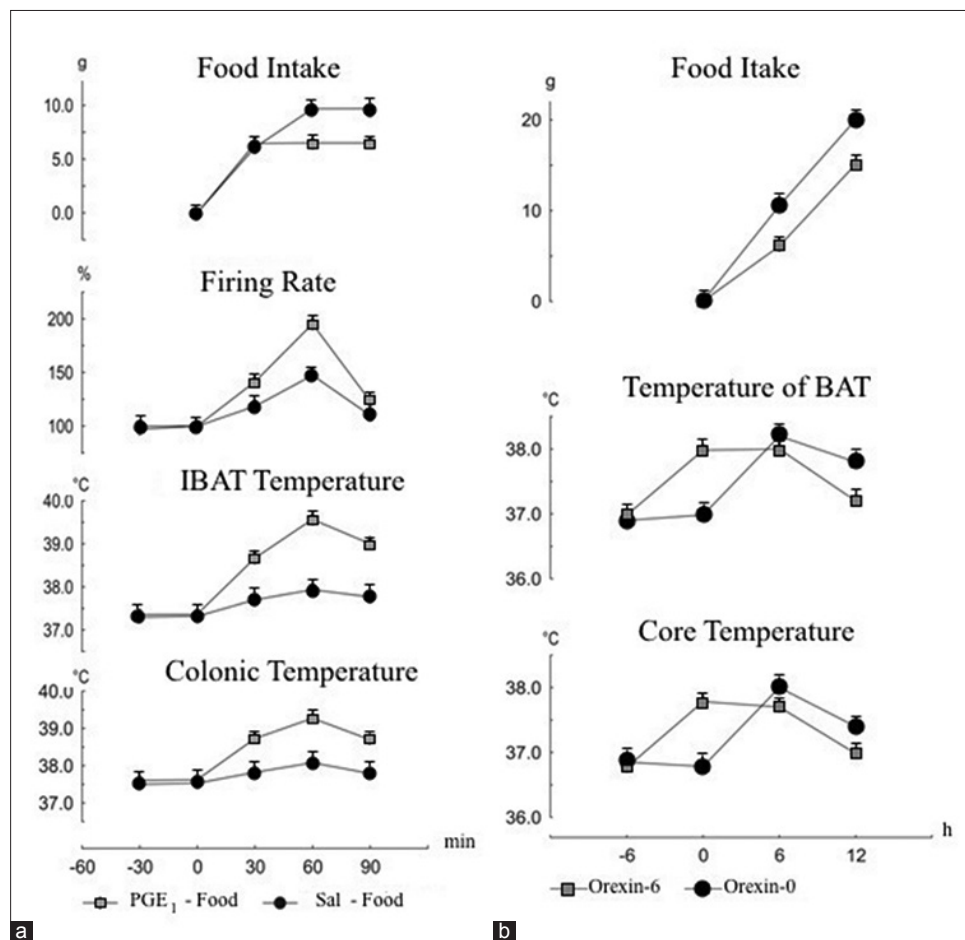 Food Intake
g
10.0
5.0
0.0
Firing Rate
%
200
150
100
IBAT Temperature
°C
40.0
39.0
38.0
37.0
Colonic Temperature
°C
40.0
39.0
38.0
37.0
-60 -30 0 30 60 90 min
PGE1 - Food Sal - Food
a
Food Itake
g
20
10
0
Temperature of BAT
°C
38.0
37.0
36.0
Core Temperature
°C
38.0
37.0
36.0
-6 0 6 12 h
Orexin-6 Orexin-0
b